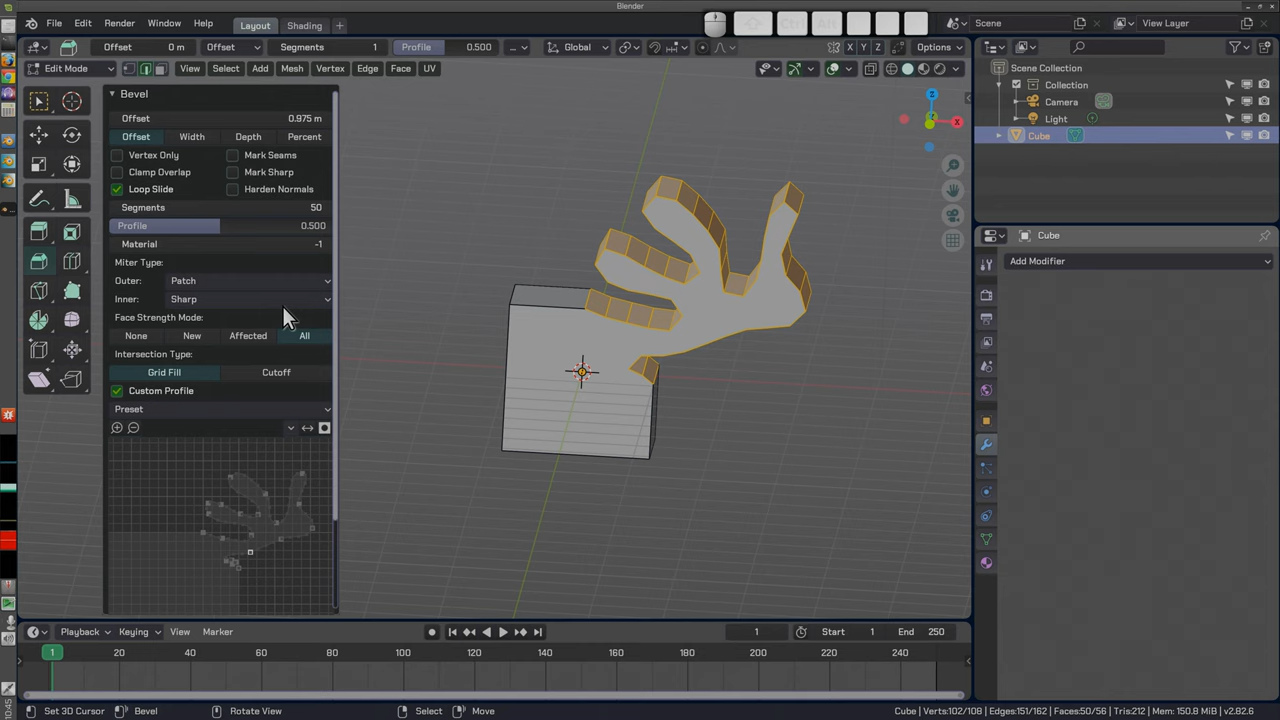 Blender
File Edit Render Window Help Layout Shading + Scene View Layer
Ctrl Alt
Offset 0 m Offset Segments 1 Profile 0.500 Global X Y Z Options
Edit Mode View Select Add Mesh Vertex Edge Face UV
Scene Collection
Collection
Camera
Light
Cube
Bevel
Offset 0.975 m
Offset Width Depth Percent
Vertex Only Mark Seams
Clamp Overlap Mark Sharp
Loop Slide Harden Normals
Segments 50
Profile 0.500
Material -1
Miter Type:
Outer: Patch
Inner: Sharp
Face Strength Mode:
None New Affected All
Intersection Type:
Grid Fill Cutoff
Custom Profile
Preset
Z
X
Cube
Add Modifier
Playback Keying View Marker 1 Start 1 End 250
1 20 40 60 80 100 120 140 160 180 200 220 240
10:45
Set 3D Cursor Bevel Rotate View Select Move Cube | Verts:102/108 | Edges:151/162 | Faces:50/56 | Tris:212 | Mem: 150.8 MiB | v2.82.6